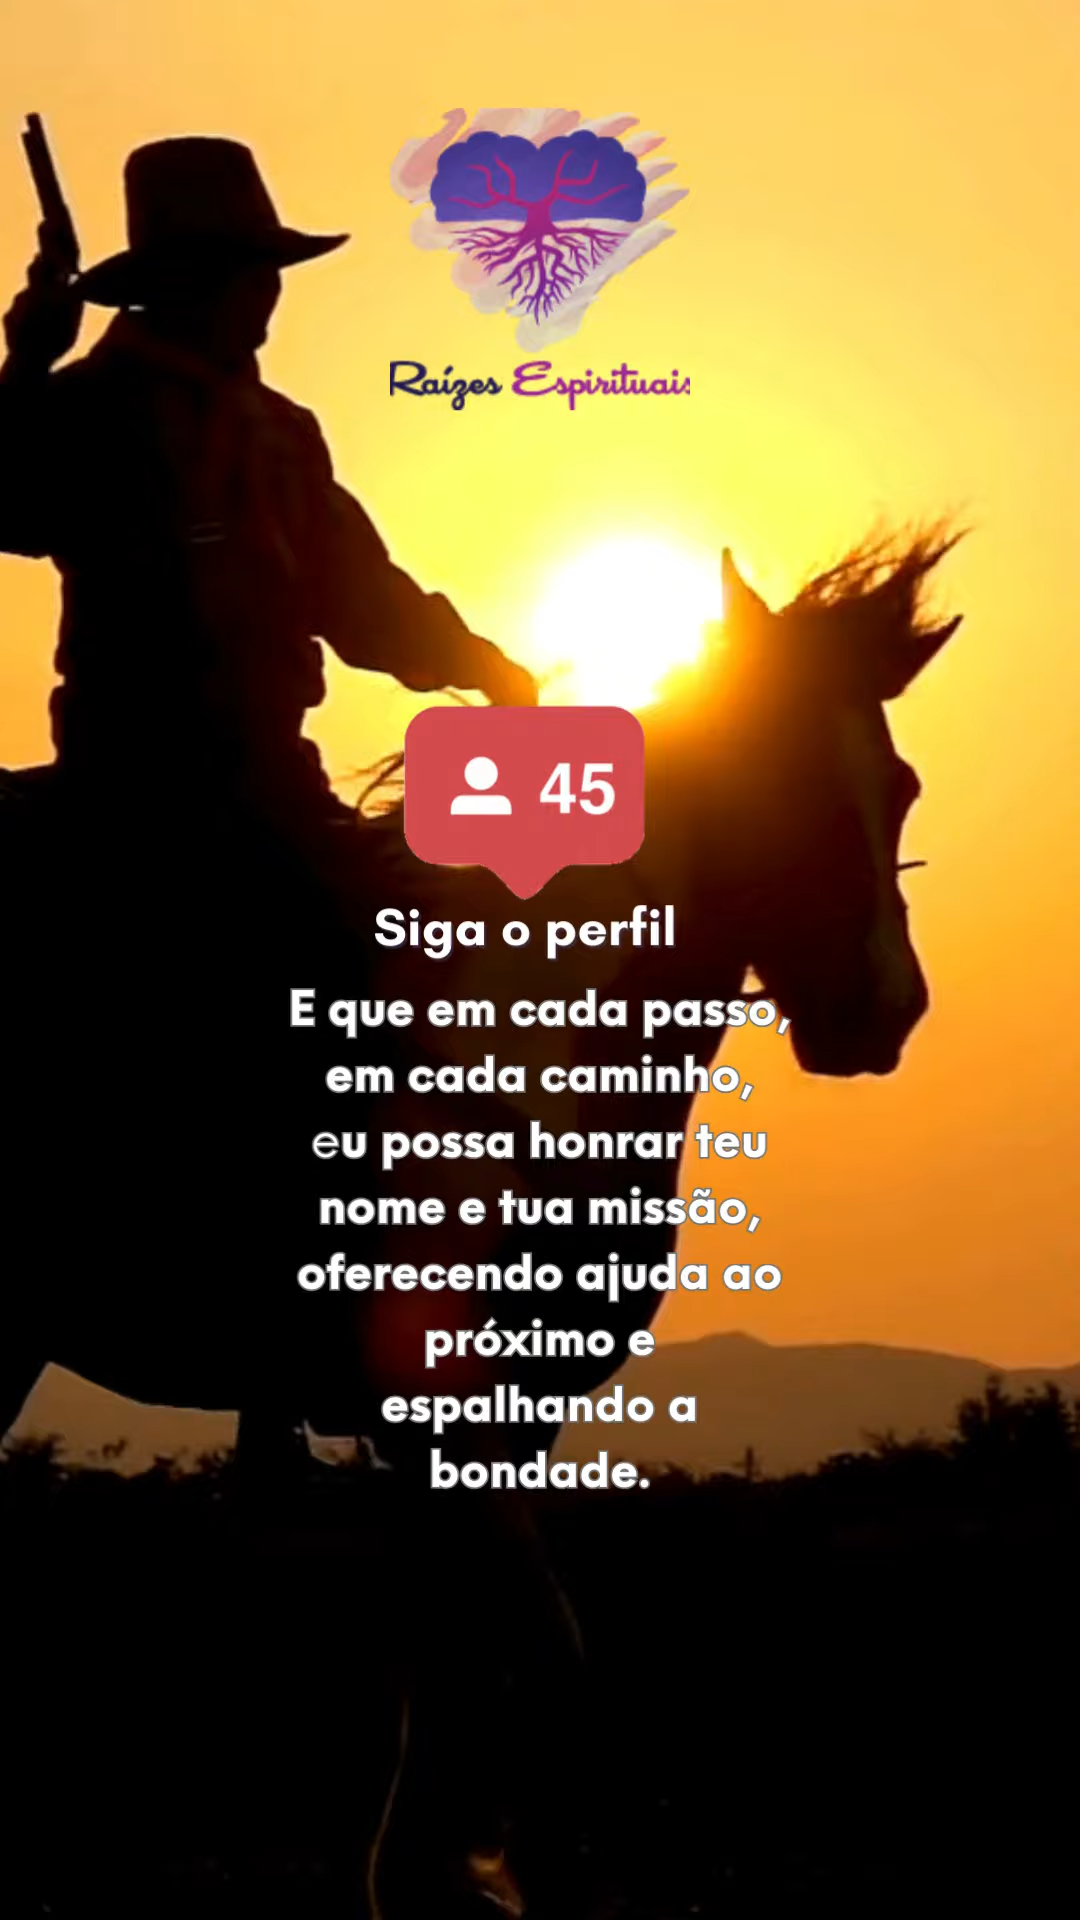 Raízes Espirituais
45
Siga o perfil
E que em cada passo,
em cada caminho,
eu possa honrar teu
nome e tua missão,
oferecendo ajuda ao
próximo e
espalhando a
bondade.